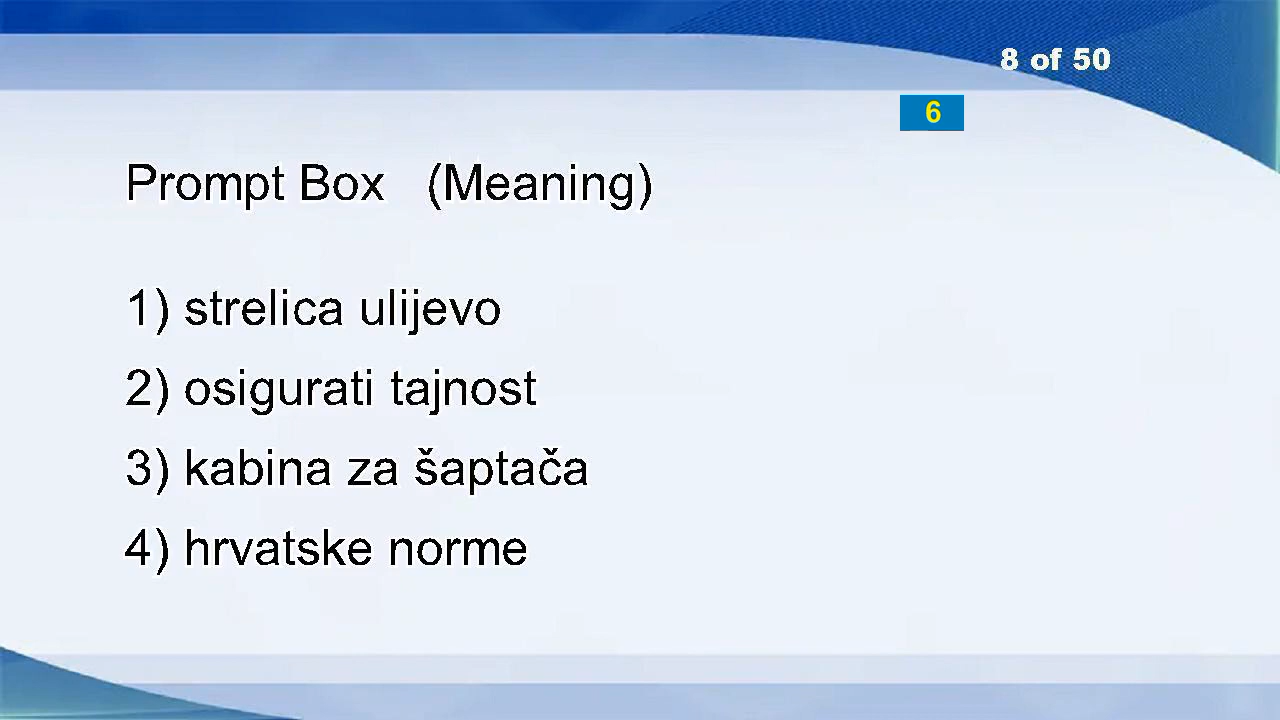 8 of 50
6
Prompt Box (Meaning)
1) strelica ulijevo
2) osigurati tajnost
3) kabina za šaptača
4) hrvatske norme